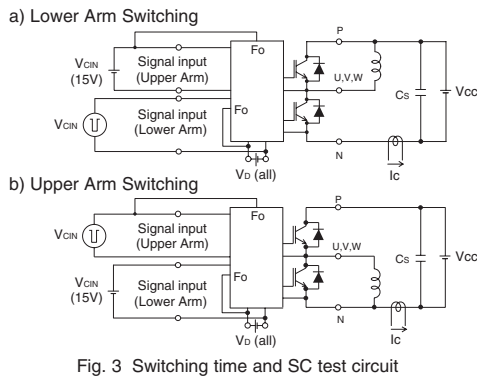 a) Lower Arm Switching
P
Fo
VCIN
(15V)
Signal input
(Upper Arm)
U,V,W
CS
VCC
VCIN
Signal input
(Lower Arm)
Fo
N
VD (all)
IC
b) Upper Arm Switching
P
Fo
VCIN
Signal input
(Upper Arm)
U,V,W
CS
VCC
VCIN
(15V)
Signal input
(Lower Arm)
Fo
N
VD (all)
IC
Fig. 3 Switching time and SC test circuit